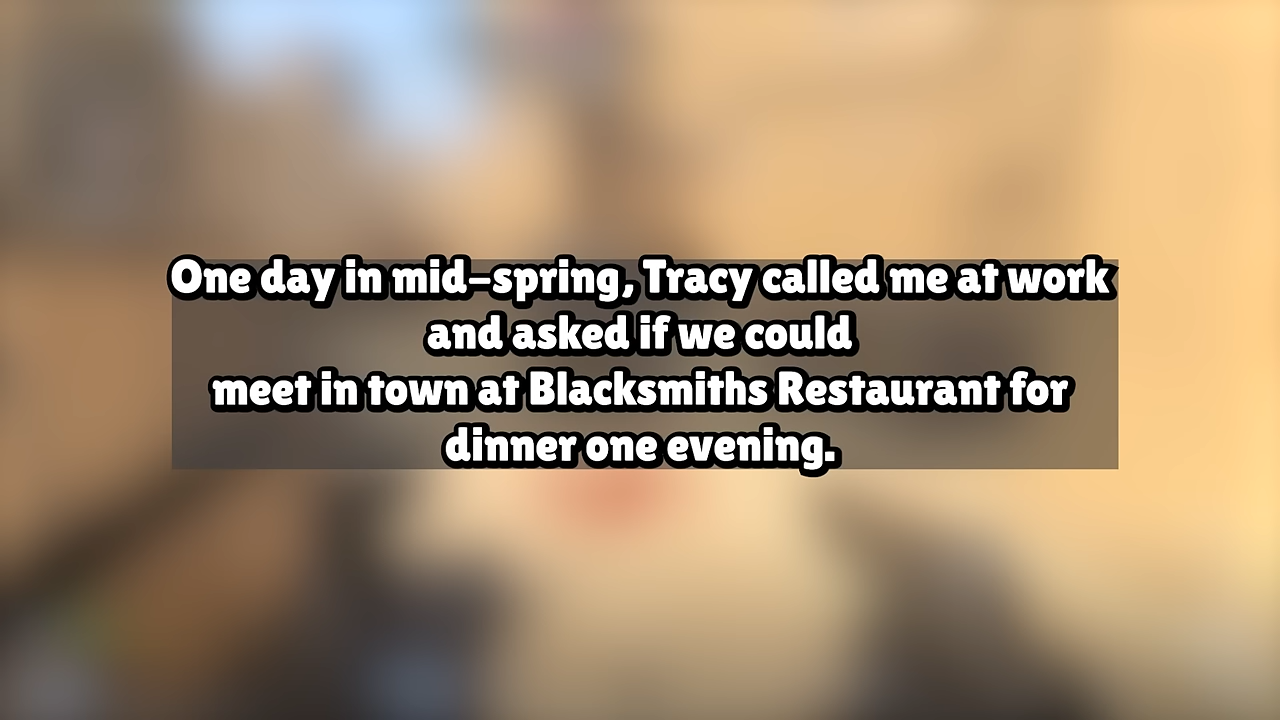 One day in mid-spring, Tracy called me at work
and asked if we could
meet in town at Blacksmiths Restaurant for
dinner one evening.